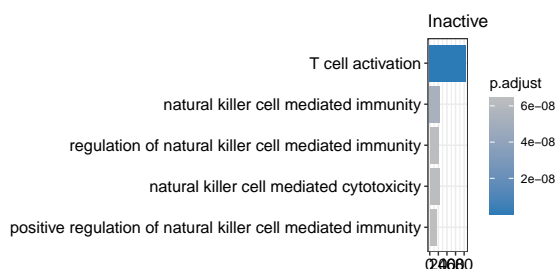 Inactive
T cell activation
natural killer cell mediated immunity
regulation of natural killer cell mediated immunity
natural killer cell mediated cytotoxicity
positive regulation of natural killer cell mediated immunity
p.adjust
6e−08
4e−08
2e−08